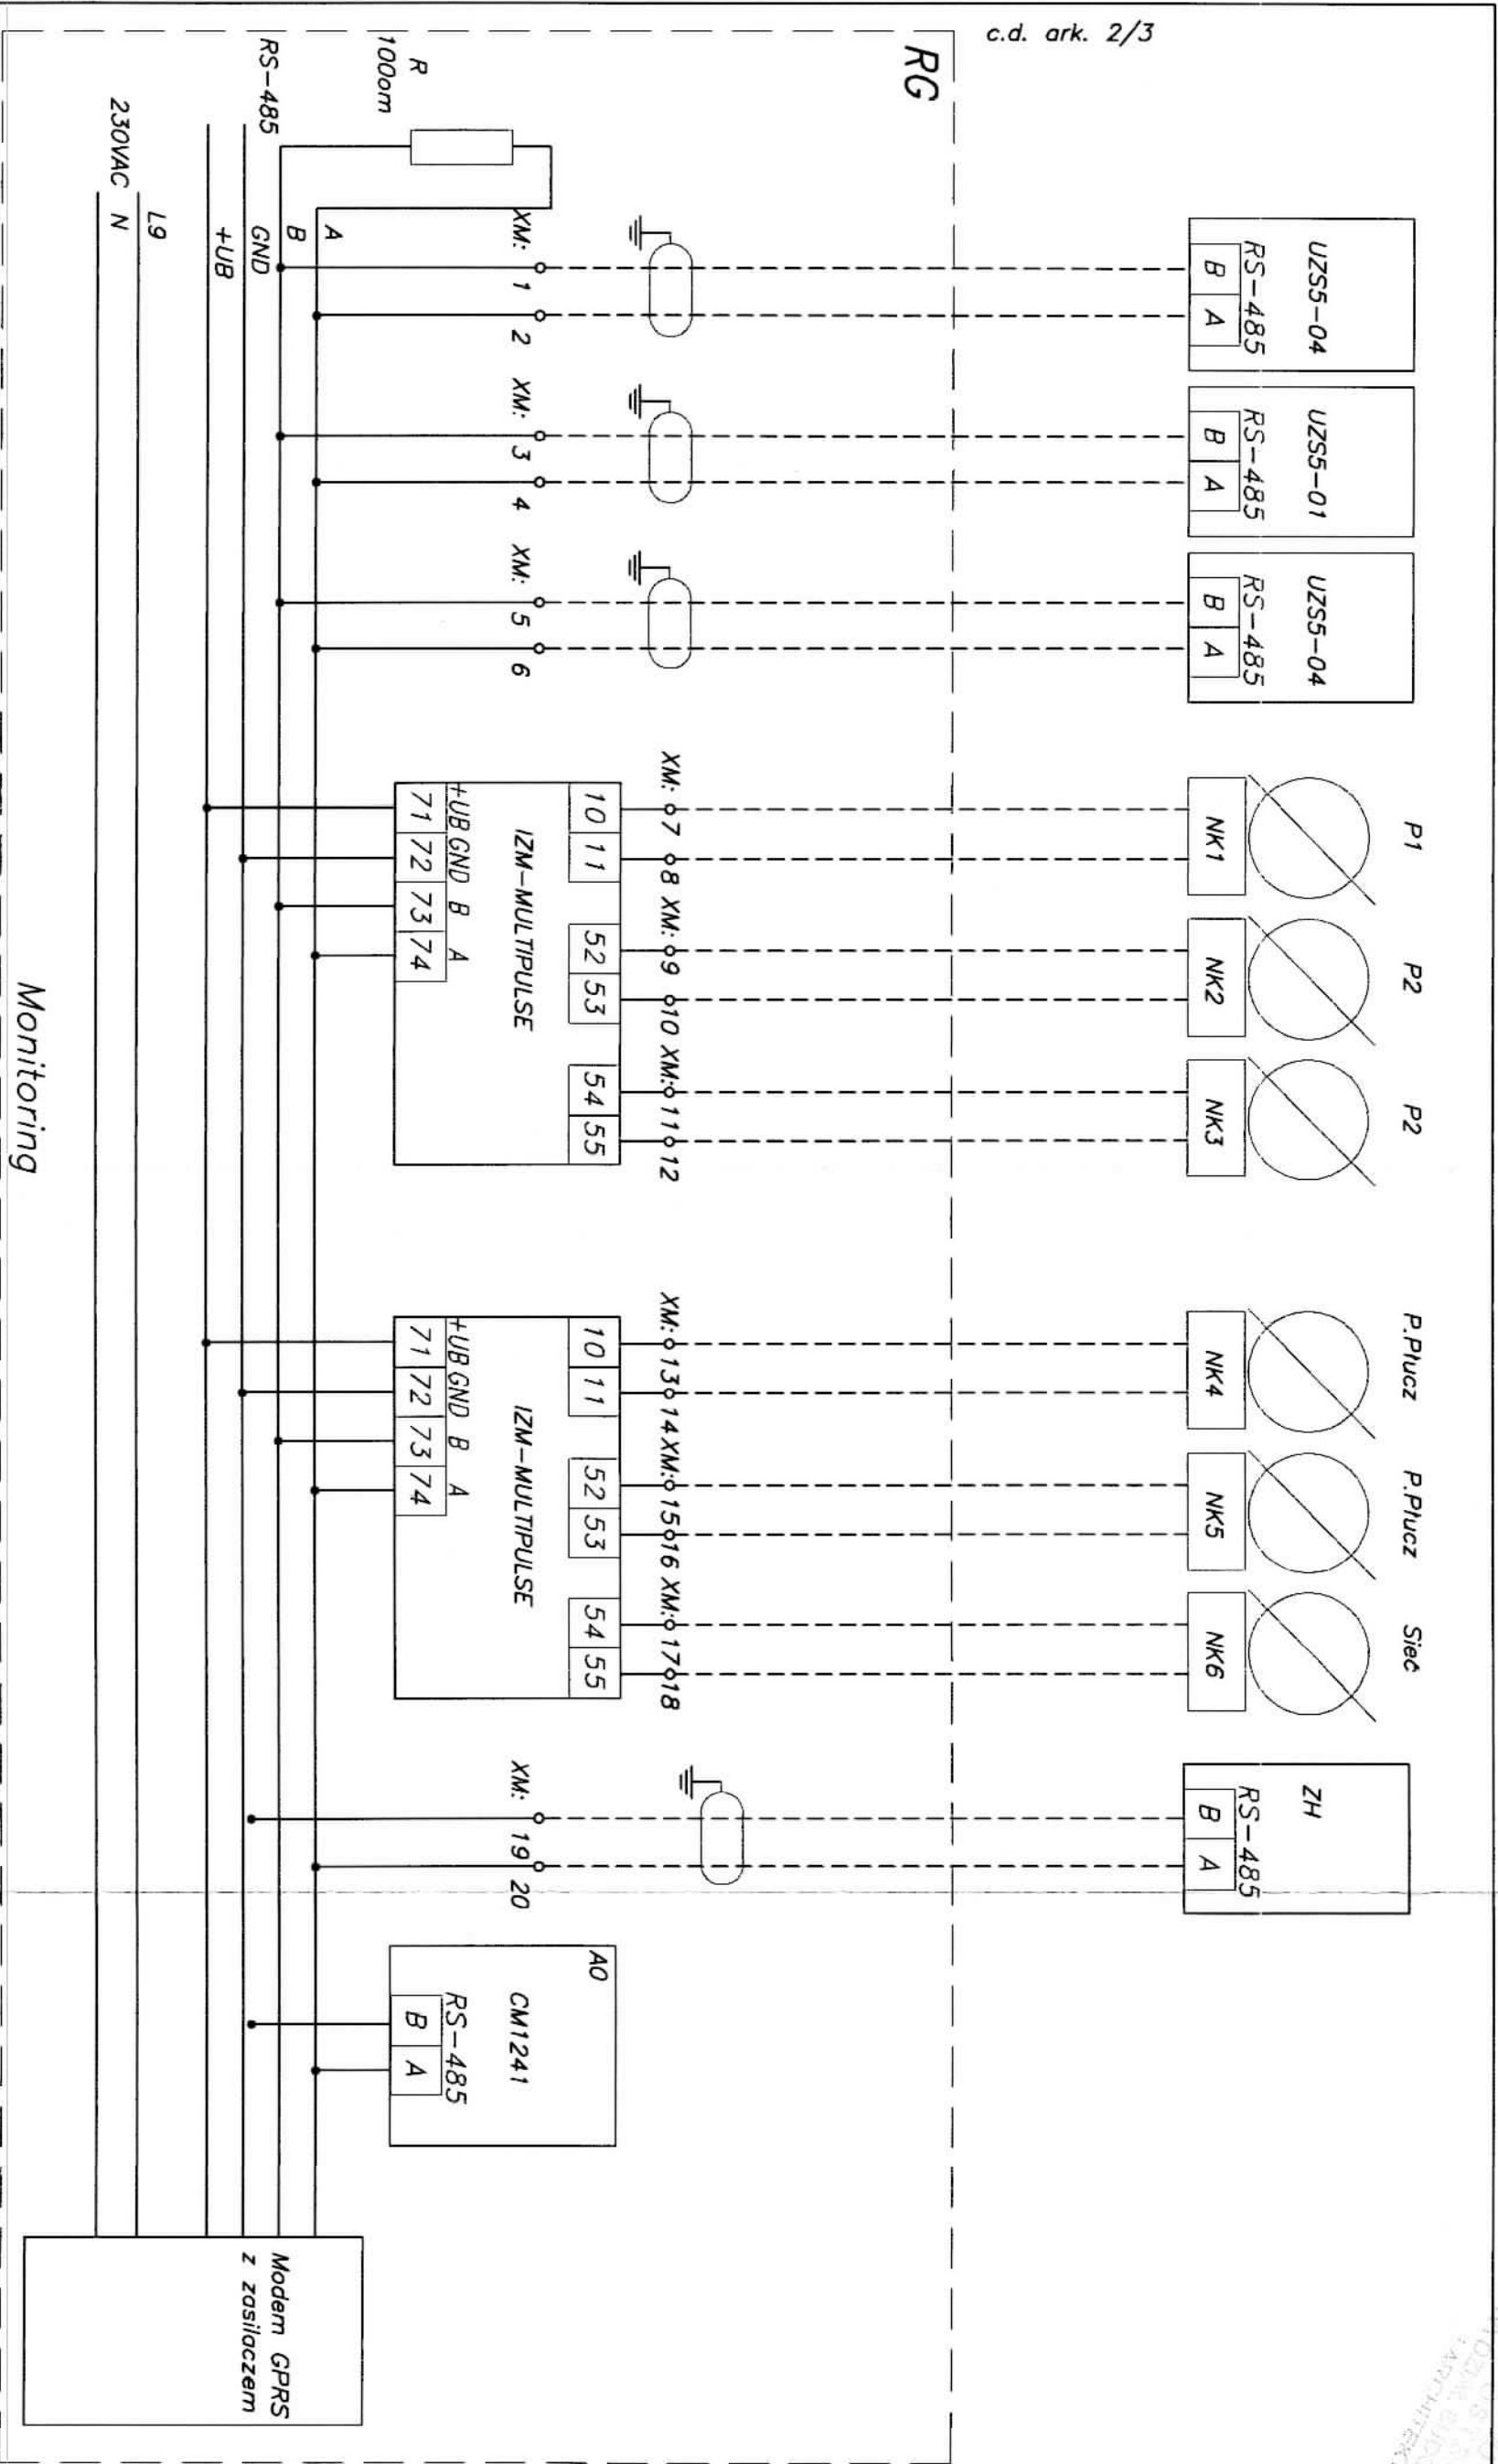 c.d. ark. 2/3
P1
P2
P2
P.Płucz
P.Płucz
Sieć
UZS5-04
RS-485
B A
UZS5-01
RS-485
B A
UZS5-04
RS-485
B A
NK1
NK2
NK3
NK4
NK5
NK6
ZH
RS-485
B A
RG
XM: 7 8
XM: 9 10
XM: 11 12
XM: 13 14
XM: 15 16
XM: 17 18
XM: 1 2
XM: 3 4
XM: 5 6
XM: 19 20
10 11
52 53
54 55
IZM-MULTIPULSE
+UB GND B A
71 72 73 74
10 11
52 53
54 55
IZM-MULTIPULSE
+UB GND B A
71 72 73 74
A0
CM1241
RS-485
B A
R
100om
RS-485
A
B
GND
+UB
L9
230VAC N
Modem GPRS
z zasilaczem
Monitoring